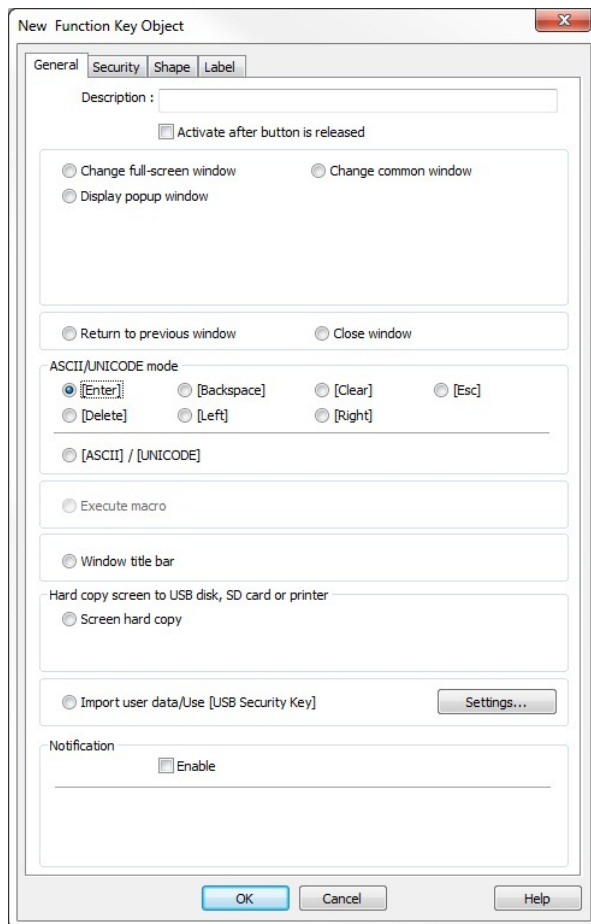 New  Function Key Object
General Security Shape Label
Description :
Activate after button is released
Change full-screen window Change common window
Display popup window
Return to previous window Close window
ASCII/UNICODE mode
[Enter] [Backspace] [Clear] [Esc]
[Delete] [Left] [Right]
[ASCII] / [UNICODE]
Execute macro
Window title bar
Hard copy screen to USB disk, SD card or printer
Screen hard copy
Import user data/Use [USB Security Key] Settings...
Notification
Enable
OK Cancel Help